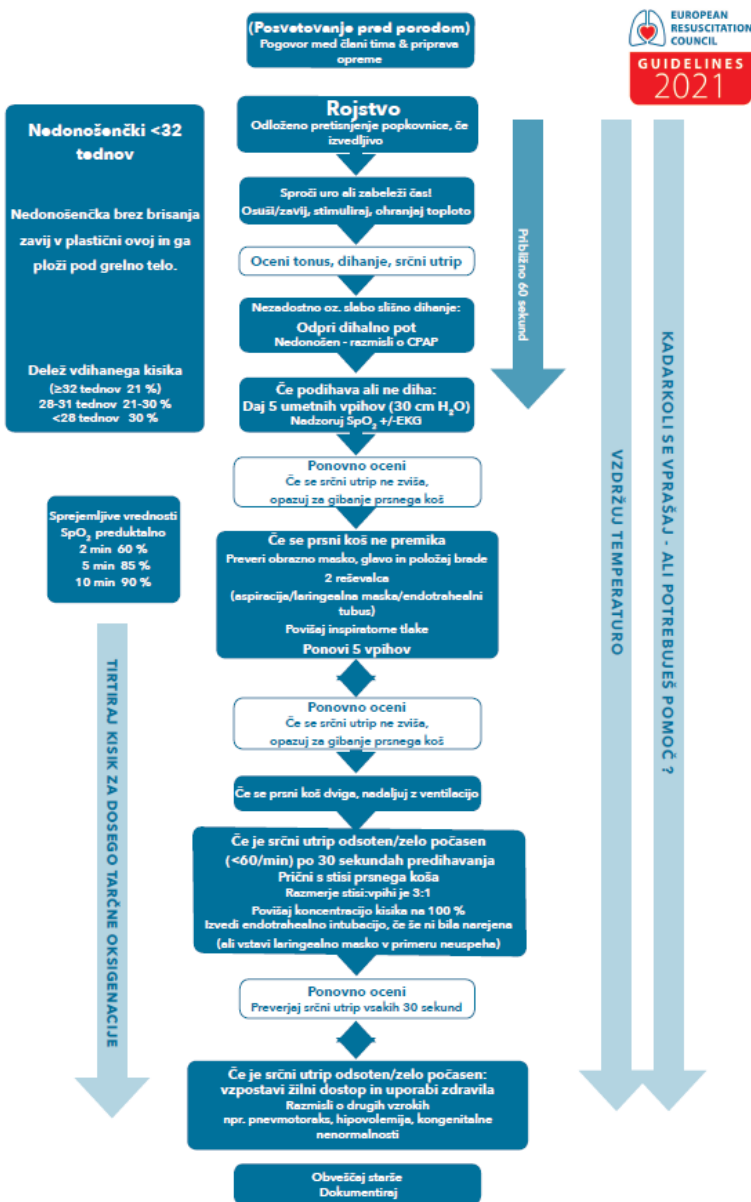 (Posvetovanje pred porodom)
Pogovor med člani tima & priprava
opreme
EUROPEAN
RESUSCITATION
COUNCIL
GUIDELINES
2021
Rojstvo
Odloženo pretisnjenje popkovnice, če
izvedljivo
Nedonošenčki <32
tednov
Nedonošenčka brez brisanja
zavij v plastični ovoj in ga
ploži pod grelno telo.
Delež vdihanega kisika
(≥32 tednov 21 %)
28-31 tednov 21-30 %
<28 tednov 30 %
Sproči uro ali zabeleži čas!
Osuši/zavij, stimuliraj, ohranjaj toploto
Oceni tonus, dihanje, srčni utrip
Nezadostno oz. slabo slišno dihanje:
Odpri dihalno pot
Nedonošen - razmisli o CPAP
Če podihava ali ne diha:
Daj 5 umetnih vpihov (30 cm H₂O)
Nadzoruj SpO₂ +/-EKG
Približno 60 sekund
Ponovno oceni
Če se srčni utrip ne zviša,
opazuj za gibanje prsnega koš
Sprejemljive vrednosti
SpO₂ preduktalno
2 min 60 %
5 min 85 %
10 min 90 %
Če se prsni koš ne premika
Preveri obrazno masko, glavo in položaj brade
2 reševalca
(aspiracija/laringealna maska/endotrahealni
tubus)
Povišaj inspiratorne tlake
Ponovi 5 vpihov
Ponovno oceni
Če se srčni utrip ne zviša,
opazuj za gibanje prsnega koš
Če se prsni koš dviga, nadaljuj z ventilacijo
Če je srčni utrip odsoten/zelo počasen
(<60/min) po 30 sekundah predihavanja
Prični s stisi prsnega koša
Razmerje stisi:vpihi je 3:1
Povišaj koncentracijo kisika na 100 %
Izvedi endotrahealno intubacijo, če še ni bila narejena
(ali vstavi laringealno masko v primeru neuspeha)
Ponovno oceni
Preverjaj srčni utrip vsakih 30 sekund
Če je srčni utrip odsoten/zelo počasen:
vzpostavi žilni dostop in uporabi zdravila
Razmisli o drugih vzrokih
npr. pnevmotoraks, hipovolemija, kongenitalne
nenormalnosti
Obveščaj starše
Dokumentiraj
TIRTIRAJ KISIK ZA DOSEGO TARČNE OKSIGENACIJE
VZDRŽUJ TEMPERATURO
KADARKOLI SE VPRAŠAJ - ALI POTREBUJEŠ POMOČ ?